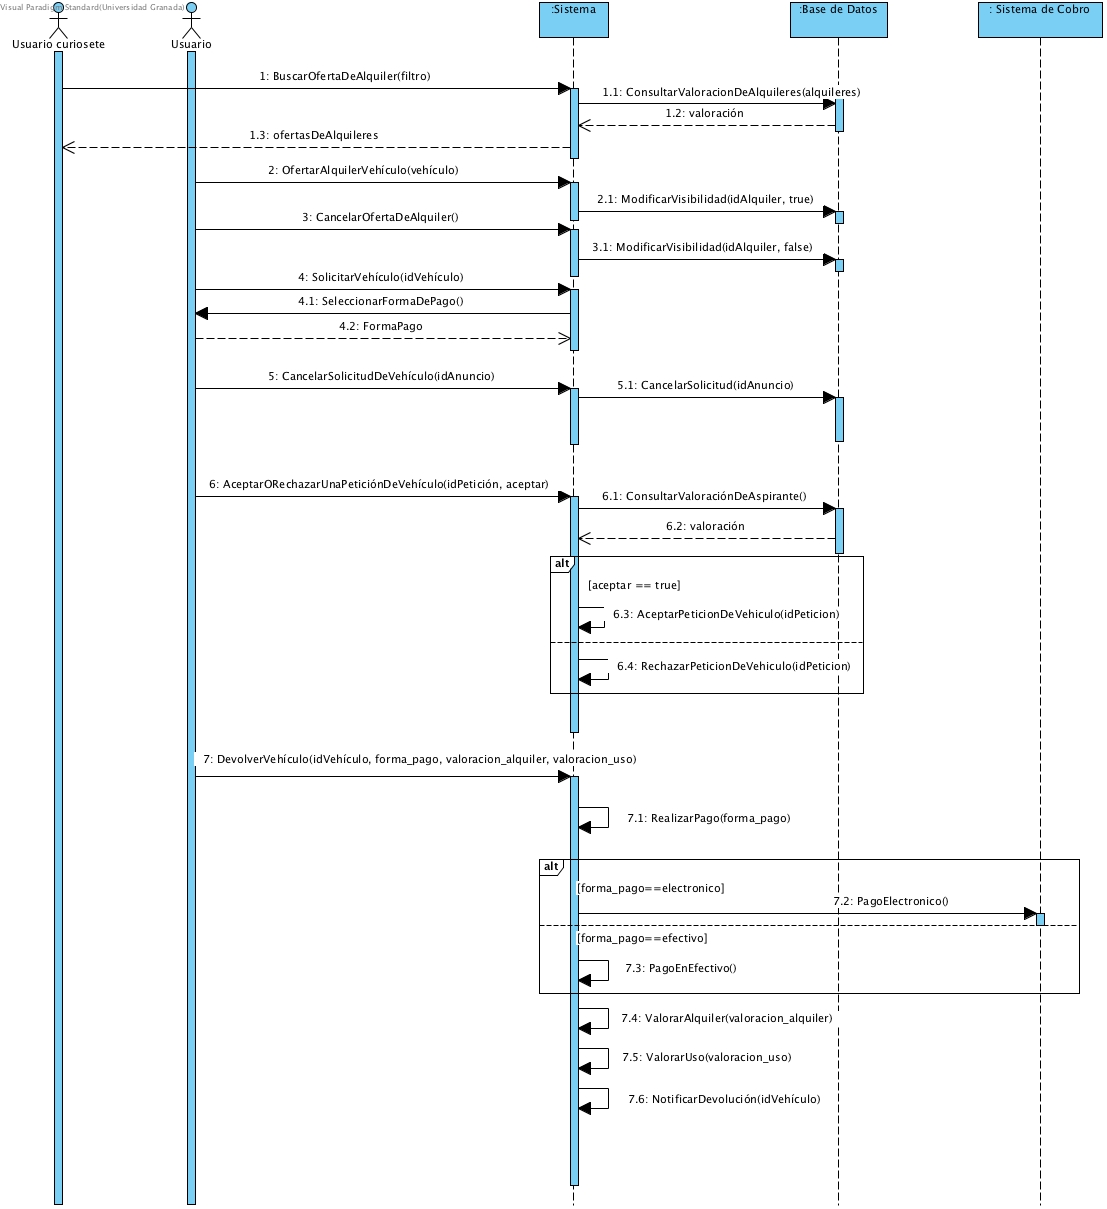 Visual Paradigm Standard(Universidad Granada)
:Sistema
:Base de Datos
: Sistema de Cobro
Usuario curiosete
Usuario
1: BuscarOfertaDeAlquiler(filtro)
1.1: ConsultarValoracionDeAlquileres(alquileres)
1.2: valoración
1.3: ofertasDeAlquileres
2: OfertarAlquilerVehículo(vehículo)
2.1: ModificarVisibilidad(idAlquiler, true)
3: CancelarOfertaDeAlquiler()
3.1: ModificarVisibilidad(idAlquiler, false)
4: SolicitarVehículo(idVehículo)
4.1: SeleccionarFormaDePago()
4.2: FormaPago
5: CancelarSolicitudDeVehículo(idAnuncio)
5.1: CancelarSolicitud(idAnuncio)
6: AceptarORechazarUnaPeticiónDeVehículo(idPetición, aceptar)
6.1: ConsultarValoraciónDeAspirante()
6.2: valoración
alt
[aceptar == true]
6.3: AceptarPeticionDeVehiculo(idPeticion)
6.4: RechazarPeticionDeVehiculo(idPeticion)
7: DevolverVehículo(idVehículo, forma_pago, valoracion_alquiler, valoracion_uso)
7.1: RealizarPago(forma_pago)
alt
[forma_pago==electronico]
7.2: PagoElectronico()
[forma_pago==efectivo]
7.3: PagoEnEfectivo()
7.4: ValorarAlquiler(valoracion_alquiler)
7.5: ValorarUso(valoracion_uso)
7.6: NotificarDevolución(idVehículo)